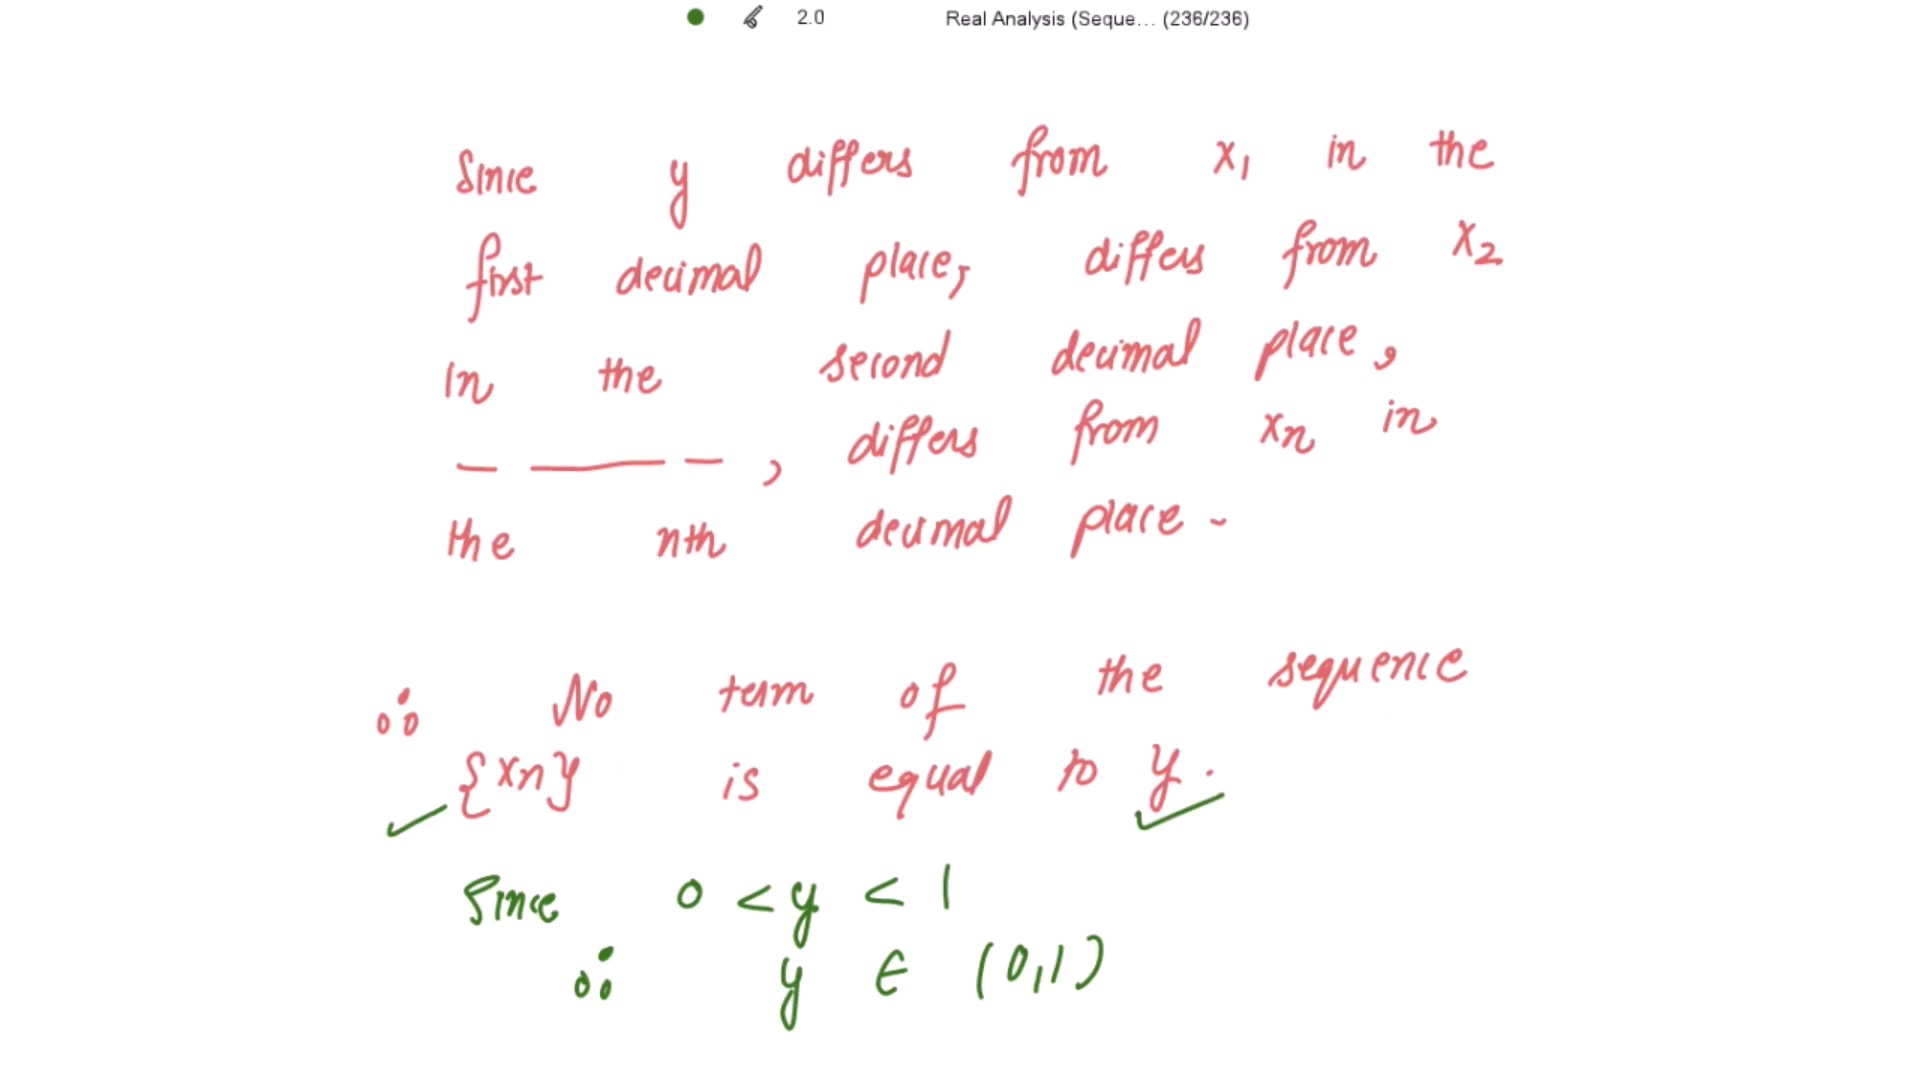 2.0 Real Analysis (Seque... (236/236)
Since y differs from x₁ in the
first decimal place, differs from x₂
in the second decimal place,
— ——— —, differs from xn in
the nth decimal place.
∴ No term of the sequence
{xn} is equal to y.
Since 0 < y < 1
∴ y ∈ (0,1)